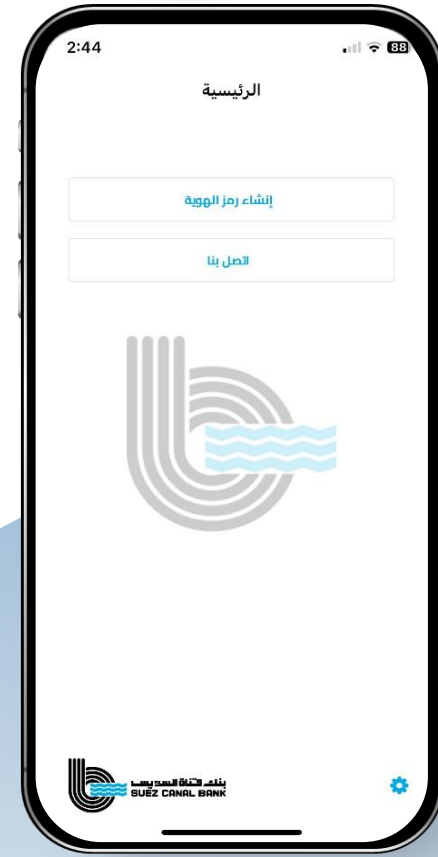 2:44
88
الرئيسية
إنشاء رمز الهوية
اتصل بنا
بنك قناة السويس
SUEZ CANAL BANK